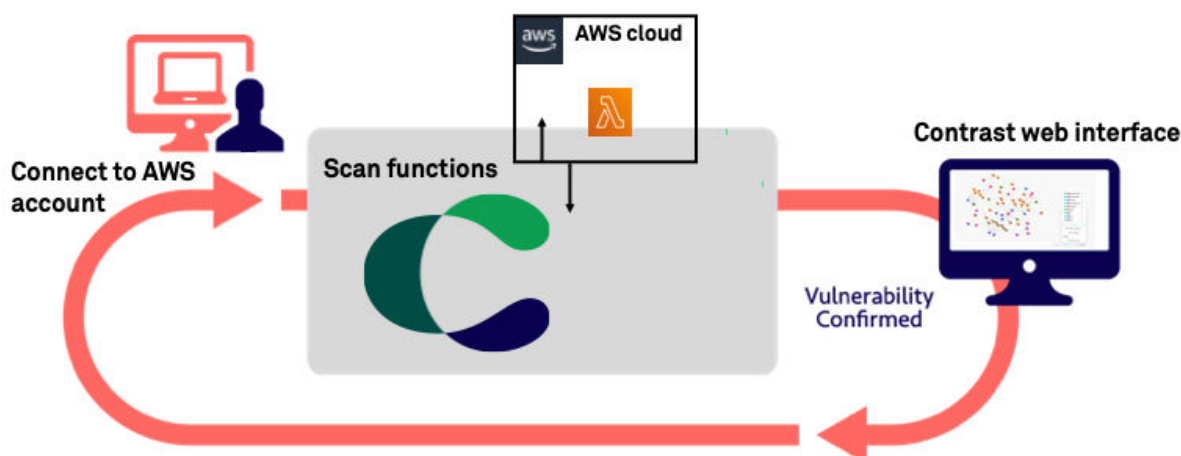 aws
AWS cloud
Contrast web interface
Connect to AWS
account
Scan functions
Vulnerability
Confirmed